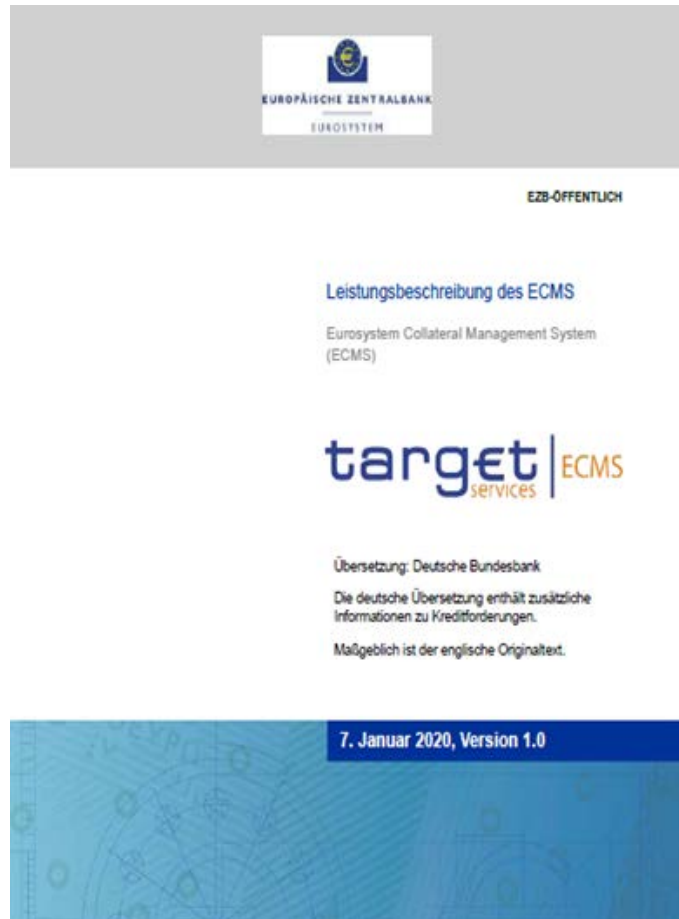 EUROPÄISCHE ZENTRALBANK
EUROSYSTEM
EZB-ÖFFENTLICH
Leistungsbeschreibung des ECMS
Eurosystem Collateral Management System
(ECMS)
target
services
ECMS
Übersetzung: Deutsche Bundesbank
Die deutsche Übersetzung enthält zusätzliche
Informationen zu Kreditforderungen.
Maßgeblich ist der englische Originaltext.
7. Januar 2020, Version 1.0